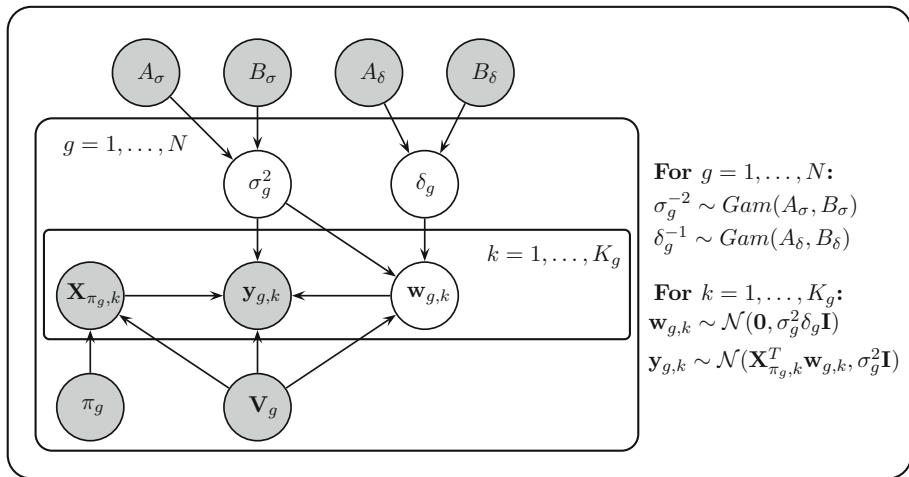 A_σ B_σ A_δ B_δ
g = 1, . . . , N
σ_g^2 δ_g
k = 1, . . . , K_g
X_{π_g,k} y_{g,k} w_{g,k}
π_g V_g
For g = 1, . . . , N:
σ_g^{-2} ∼ Gam(A_σ, B_σ)
δ_g^{-1} ∼ Gam(A_δ, B_δ)
For k = 1, . . . , K_g:
w_{g,k} ∼ 𝒩(0, σ_g^2 δ_g I)
y_{g,k} ∼ 𝒩(X_{π_g,k}^T w_{g,k}, σ_g^2 I)